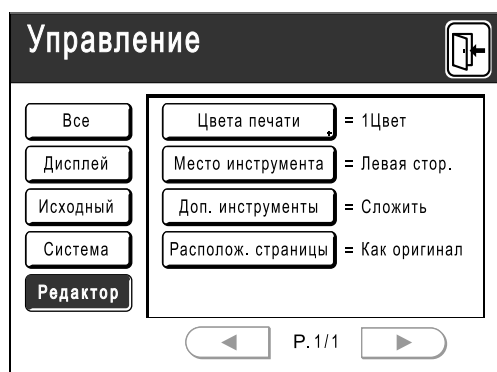 Управление
Все
Цвета печати = 1Цвет
Дисплей
Место инструмента = Левая стор.
Исходный
Доп. инструменты = Сложить
Система
Располож. страницы = Как оригинал
Редактор
P.1/1